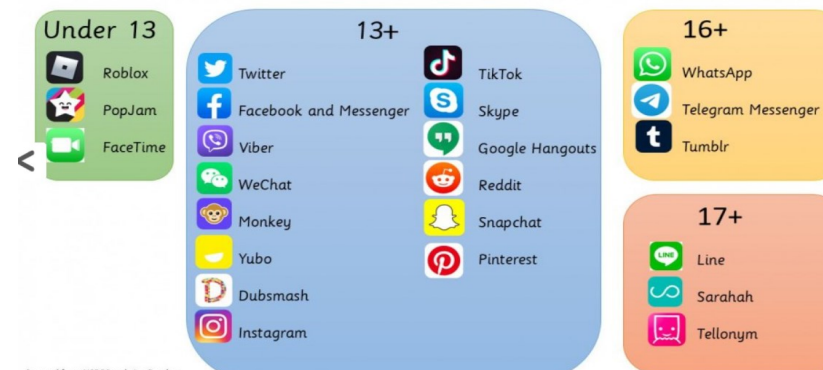 Under 13
Roblox
PopJam
FaceTime
13+
Twitter
Facebook and Messenger
Viber
WeChat
Monkey
Yubo
Dubsmash
Instagram
TikTok
Skype
Google Hangouts
Reddit
Snapchat
Pinterest
16+
WhatsApp
Telegram Messenger
Tumblr
17+
LINE
Line
Sarahah
Tellonym